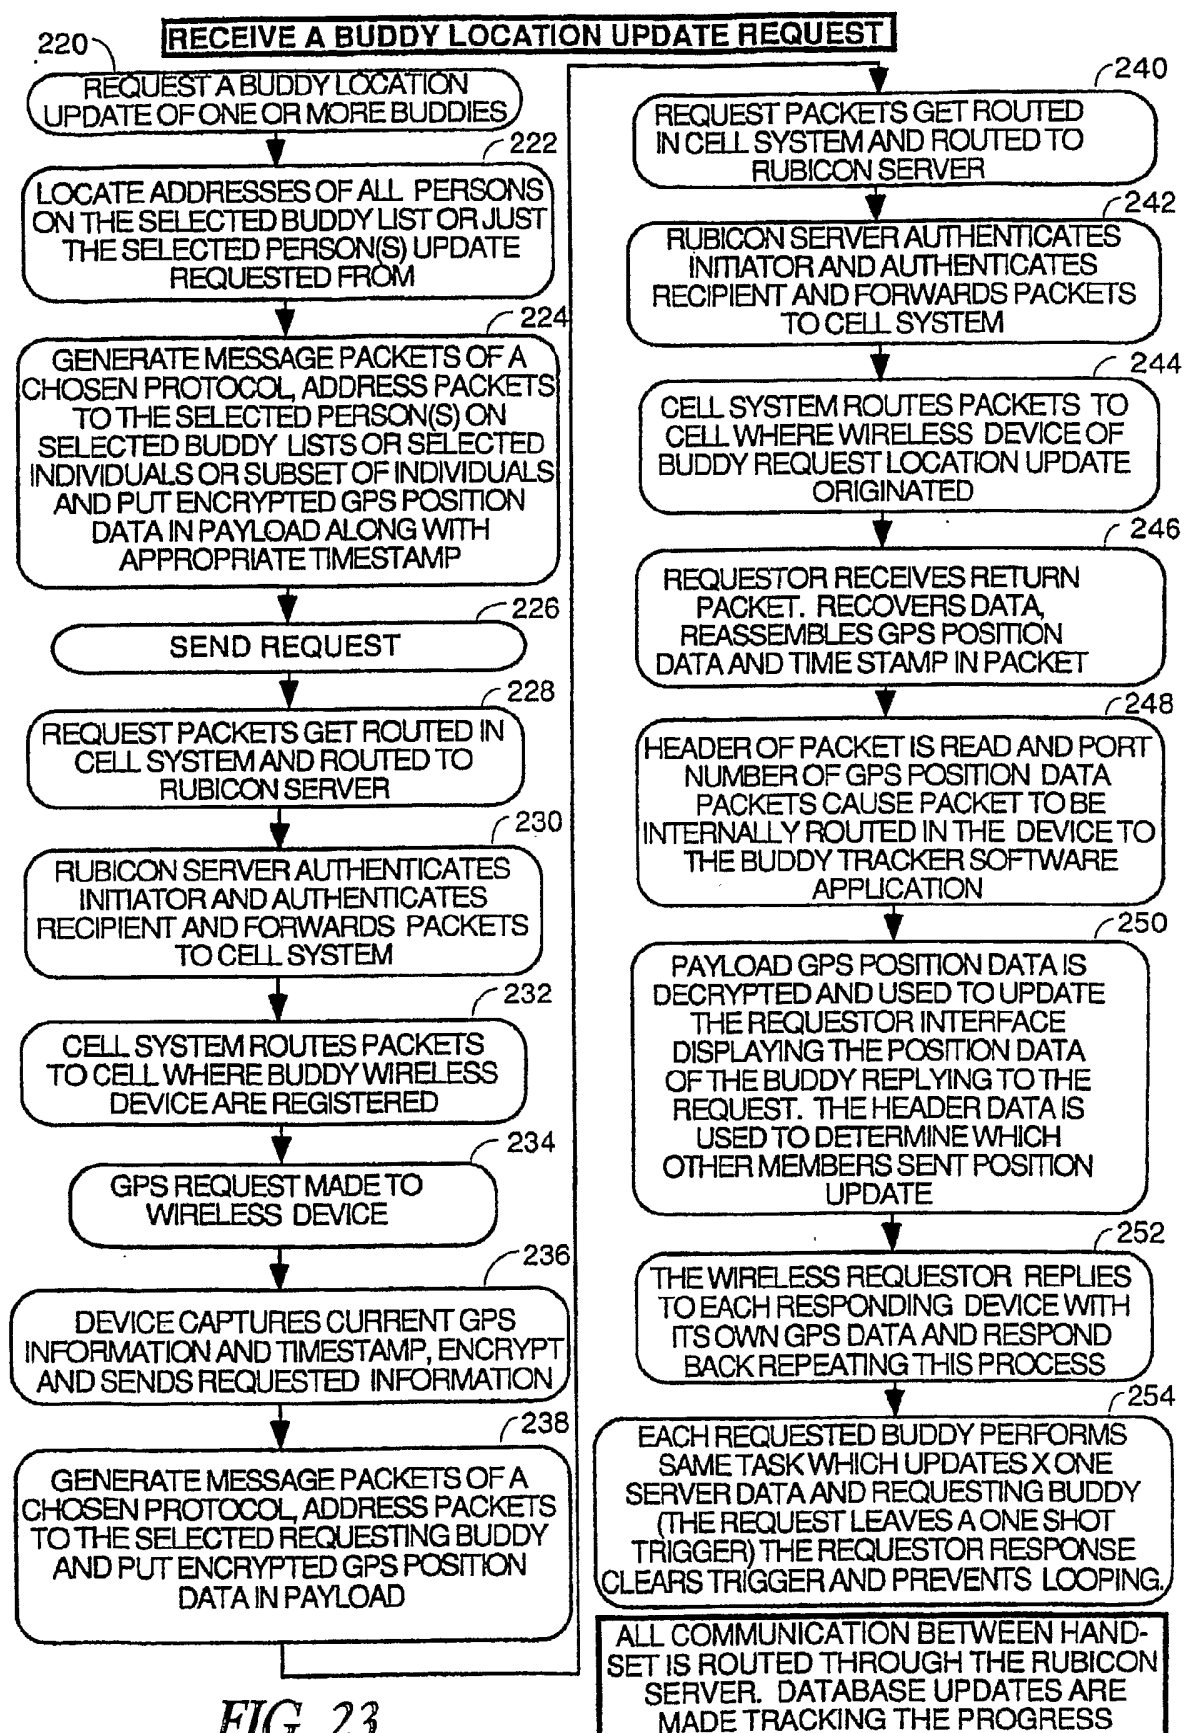 RECEIVE A BUDDY LOCATION UPDATE REQUEST
220
REQUEST A BUDDY LOCATION
UPDATE OF ONE OR MORE BUDDIES
222
LOCATE ADDRESSES OF ALL PERSONS
ON THE SELECTED BUDDY LIST OR JUST
THE SELECTED PERSON(S) UPDATE
REQUESTED FROM
224
GENERATE MESSAGE PACKETS OF A
CHOSEN PROTOCOL, ADDRESS PACKETS
TO THE SELECTED PERSON(S) ON
SELECTED BUDDY LISTS OR SELECTED
INDIVIDUALS OR SUBSET OF INDIVIDUALS
AND PUT ENCRYPTED GPS POSITION
DATA IN PAYLOAD ALONG WITH
APPROPRIATE TIMESTAMP
226
SEND REQUEST
228
REQUEST PACKETS GET ROUTED IN
CELL SYSTEM AND ROUTED TO
RUBICON SERVER
230
RUBICON SERVER AUTHENTICATES
INITIATOR AND AUTHENTICATES
RECIPIENT AND FORWARDS PACKETS
TO CELL SYSTEM
232
CELL SYSTEM ROUTES PACKETS
TO CELL WHERE BUDDY WIRELESS
DEVICE ARE REGISTERED
234
GPS REQUEST MADE TO
WIRELESS DEVICE
236
DEVICE CAPTURES CURRENT GPS
INFORMATION AND TIMESTAMP, ENCRYPT
AND SENDS REQUESTED INFORMATION
238
GENERATE MESSAGE PACKETS OF A
CHOSEN PROTOCOL, ADDRESS PACKETS
TO THE SELECTED REQUESTING BUDDY
AND PUT ENCRYPTED GPS POSITION
DATA IN PAYLOAD
240
REQUEST PACKETS GET ROUTED
IN CELL SYSTEM AND ROUTED TO
RUBICON SERVER
242
RUBICON SERVER AUTHENTICATES
INITIATOR AND AUTHENTICATES
RECIPIENT AND FORWARDS PACKETS
TO CELL SYSTEM
244
CELL SYSTEM ROUTES PACKETS TO
CELL WHERE WIRELESS DEVICE OF
BUDDY REQUEST LOCATION UPDATE
ORIGINATED
246
REQUESTOR RECEIVES RETURN
PACKET. RECOVERS DATA,
REASSEMBLES GPS POSITION
DATA AND TIME STAMP IN PACKET
248
HEADER OF PACKET IS READ AND PORT
NUMBER OF GPS POSITION DATA
PACKETS CAUSE PACKET TO BE
INTERNALLY ROUTED IN THE DEVICE TO
THE BUDDY TRACKER SOFTWARE
APPLICATION
250
PAYLOAD GPS POSITION DATA IS
DECRYPTED AND USED TO UPDATE
THE REQUESTOR INTERFACE
DISPLAYING THE POSITION DATA
OF THE BUDDY REPLYING TO THE
REQUEST. THE HEADER DATA IS
USED TO DETERMINE WHICH
OTHER MEMBERS SENT POSITION
UPDATE
252
THE WIRELESS REQUESTOR REPLIES
TO EACH RESPONDING DEVICE WITH
ITS OWN GPS DATA AND RESPOND
BACK REPEATING THIS PROCESS
254
EACH REQUESTED BUDDY PERFORMS
SAME TASK WHICH UPDATES X ONE
SERVER DATA AND REQUESTING BUDDY
(THE REQUEST LEAVES A ONE SHOT
TRIGGER) THE REQUESTOR RESPONSE
CLEARS TRIGGER AND PREVENTS LOOPING.
ALL COMMUNICATION BETWEEN HAND-
SET IS ROUTED THROUGH THE RUBICON
SERVER. DATABASE UPDATES ARE
MADE TRACKING THE PROGRESS
FIG. 23